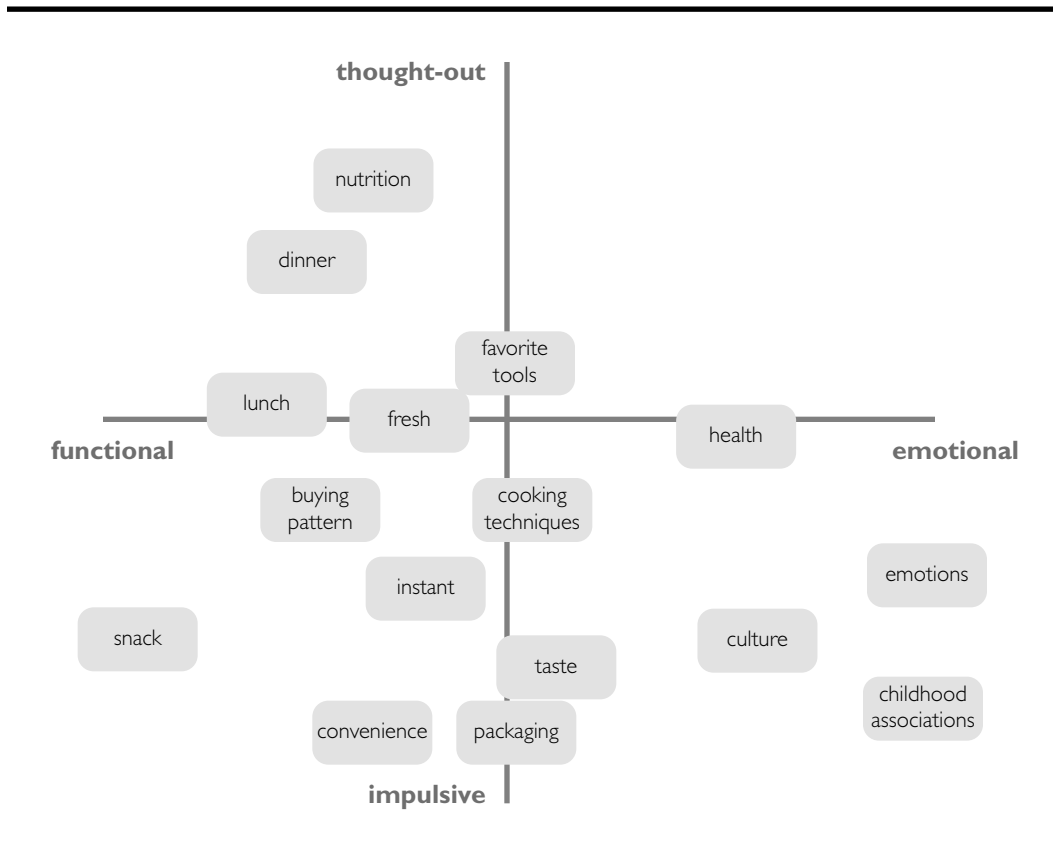 thought-out
nutrition
dinner
favorite
tools
lunch
fresh
health
functional
emotional
buying
pattern
cooking
techniques
emotions
instant
snack
culture
taste
childhood
associations
convenience
packaging
impulsive